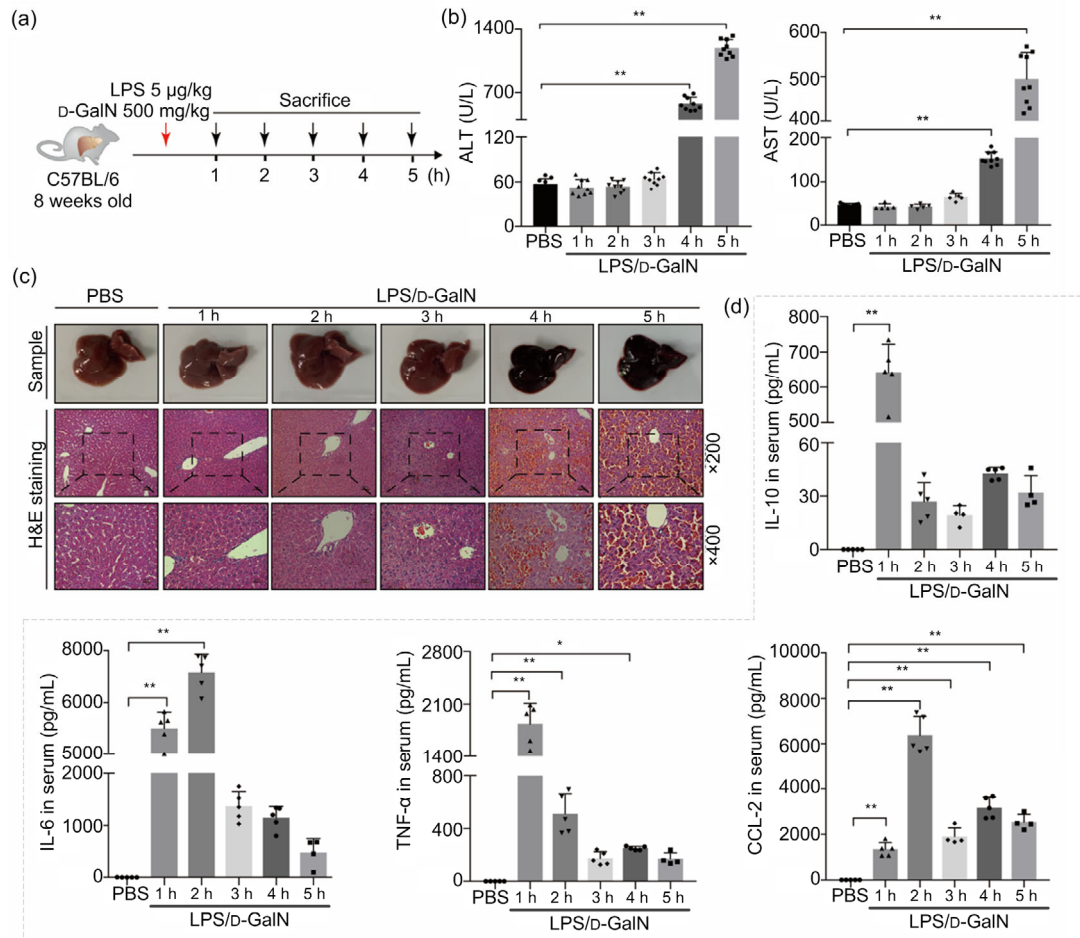 (a)
LPS 5 μg/kg
D-GalN 500 mg/kg
Sacrifice
C57BL/6
8 weeks old
1 2 3 4 5 (h)
(b)
ALT (U/L)
1400
700
120
60
0
**
**
PBS 1 h 2 h 3 h 4 h 5 h
LPS/D-GalN
AST (U/L)
600
500
400
200
100
0
**
**
PBS 1 h 2 h 3 h 4 h 5 h
LPS/D-GalN
(c)
PBS LPS/D-GalN
1 h 2 h 3 h 4 h 5 h
Sample
H&E staining
×200
×400
(d)
IL-10 in serum (pg/mL)
800
700
600
500
60
30
0
**
PBS 1 h 2 h 3 h 4 h 5 h
LPS/D-GalN
IL-6 in serum (pg/mL)
8000
6000
5000
2000
1000
0
**
**
PBS 1 h 2 h 3 h 4 h 5 h
LPS/D-GalN
TNF-α in serum (pg/mL)
2800
2100
1400
800
400
0
*
**
**
PBS 1 h 2 h 3 h 4 h 5 h
LPS/D-GalN
CCL-2 in serum (pg/mL)
10000
8000
6000
4000
2000
0
**
**
**
**
**
PBS 1 h 2 h 3 h 4 h 5 h
LPS/D-GalN